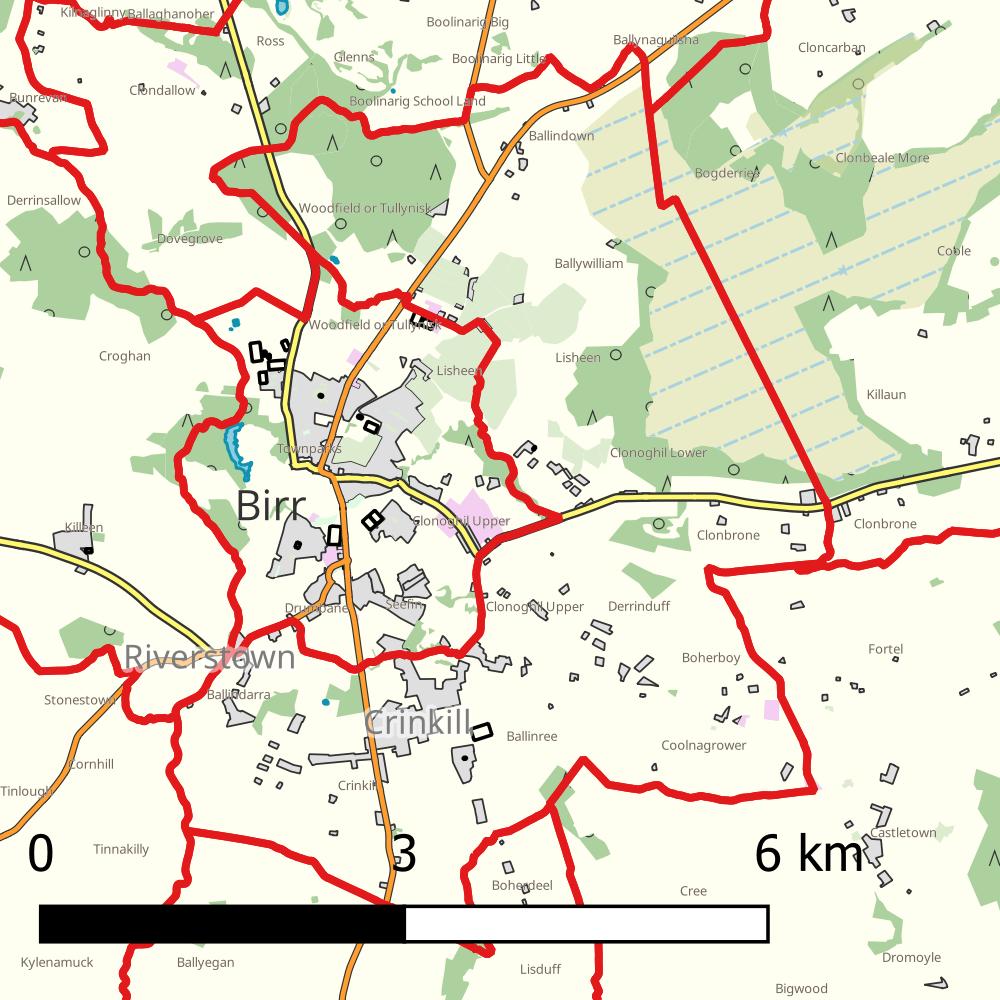 Kilnaglinny
Ballaghanoher
Boolinarig Big
Ross
Ballynaguilsha
Cloncarban
Glenns
Boolinarig Little
Clondallow
Bunrevan
Boolinarig School Land
Ballindown
Clonbeale More
Bogderries
Derrinsallow
Woodfield or Tullynisk
Dovegrove
Coole
Ballywilliam
Woodfield or Tullynisk
Croghan
Lisheen
Lisheen
Killaun
Townparks
Clonoghil Lower
Birr
Killeen
Clonoghil Upper
Clonbrone
Clonbrone
Drumbane
Seefin
Clonoghil Upper
Derrinduff
Riverstown
Boherboy
Fortel
Stonestown
Ballindarra
Crinkill
Ballinree
Coolnagrower
Cornhill
Tinlough
Crinkill
Castletown
0 3 6 km
Tinnakilly
Boherdeel
Cree
Kylenamuck
Ballyegan
Lisduff
Dromoyle
Bigwood